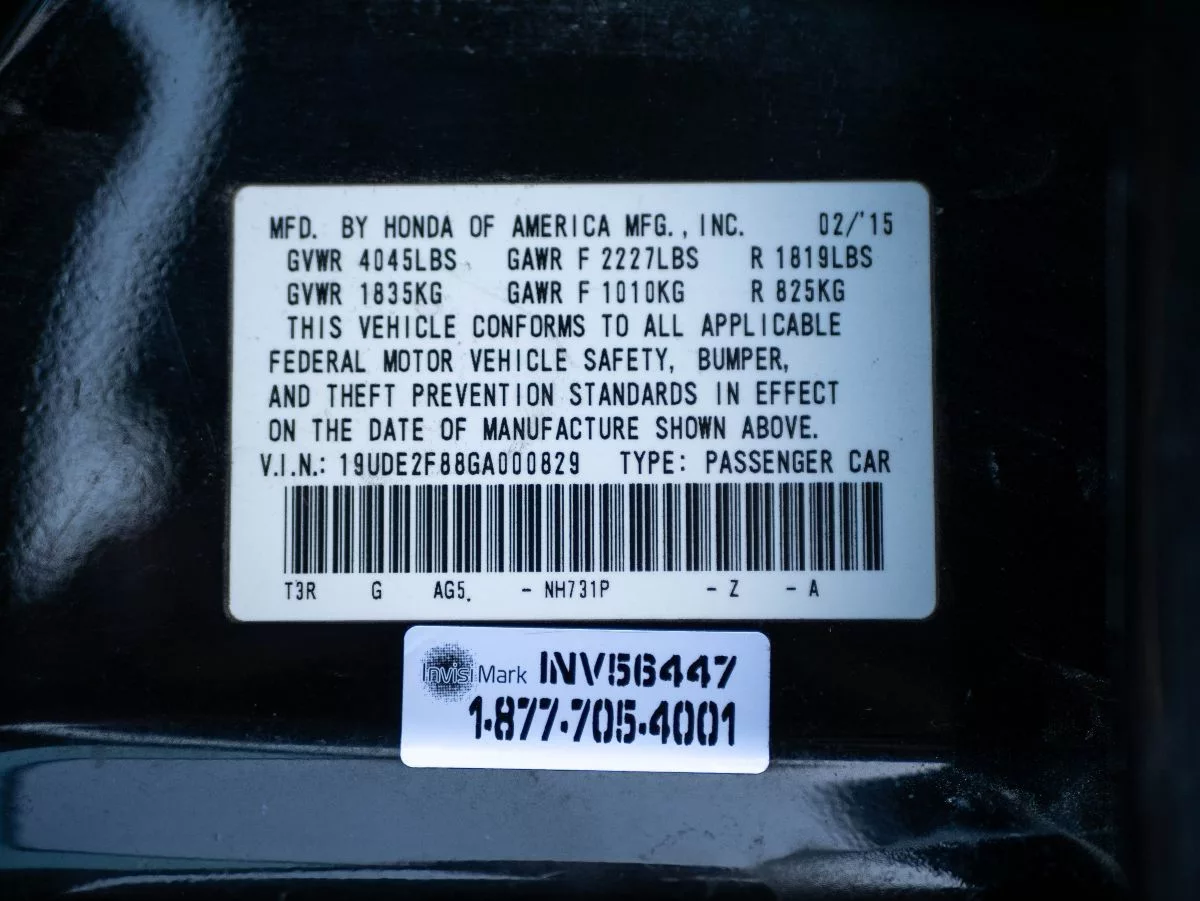 MFD. BY HONDA OF AMERICA MFG., INC. 02/'15
GVWR 4045LBS GAWR F 2227LBS R 1819LBS
GVWR 1835KG GAWR F 1010KG R 825KG
THIS VEHICLE CONFORMS TO ALL APPLICABLE
FEDERAL MOTOR VEHICLE SAFETY, BUMPER,
AND THEFT PREVENTION STANDARDS IN EFFECT
ON THE DATE OF MANUFACTURE SHOWN ABOVE.
V.I.N.: 19UDE2F88GA000829 TYPE: PASSENGER CAR
T3R G AG5. - NH731P - Z - A
InvisiMark INV56447
1-877-705-4001